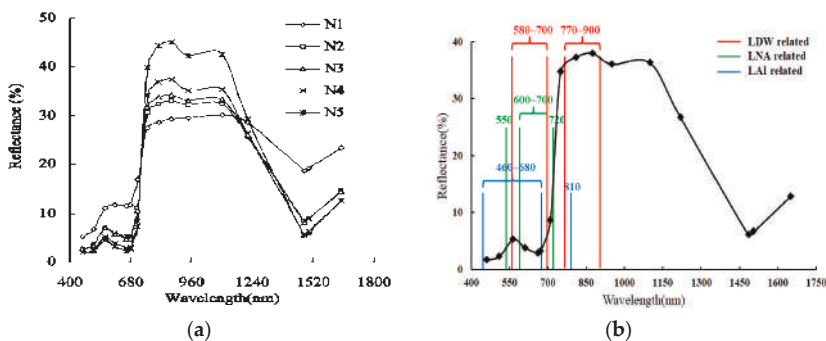 50
40
30
20
10
0
Reflectance (%)
N1
N2
N3
N4
N5
400 680 960 1240 1520 1800
Wavelength(nm)
(a)
580~700 770~900
LDW related
LNA related
LAI related
600~700
550 720
460~680 810
40
30
20
10
0
Reflectance(%)
400 550 700 850 1000 1150 1300 1450 1600 1750
Wavelength(nm)
(b)